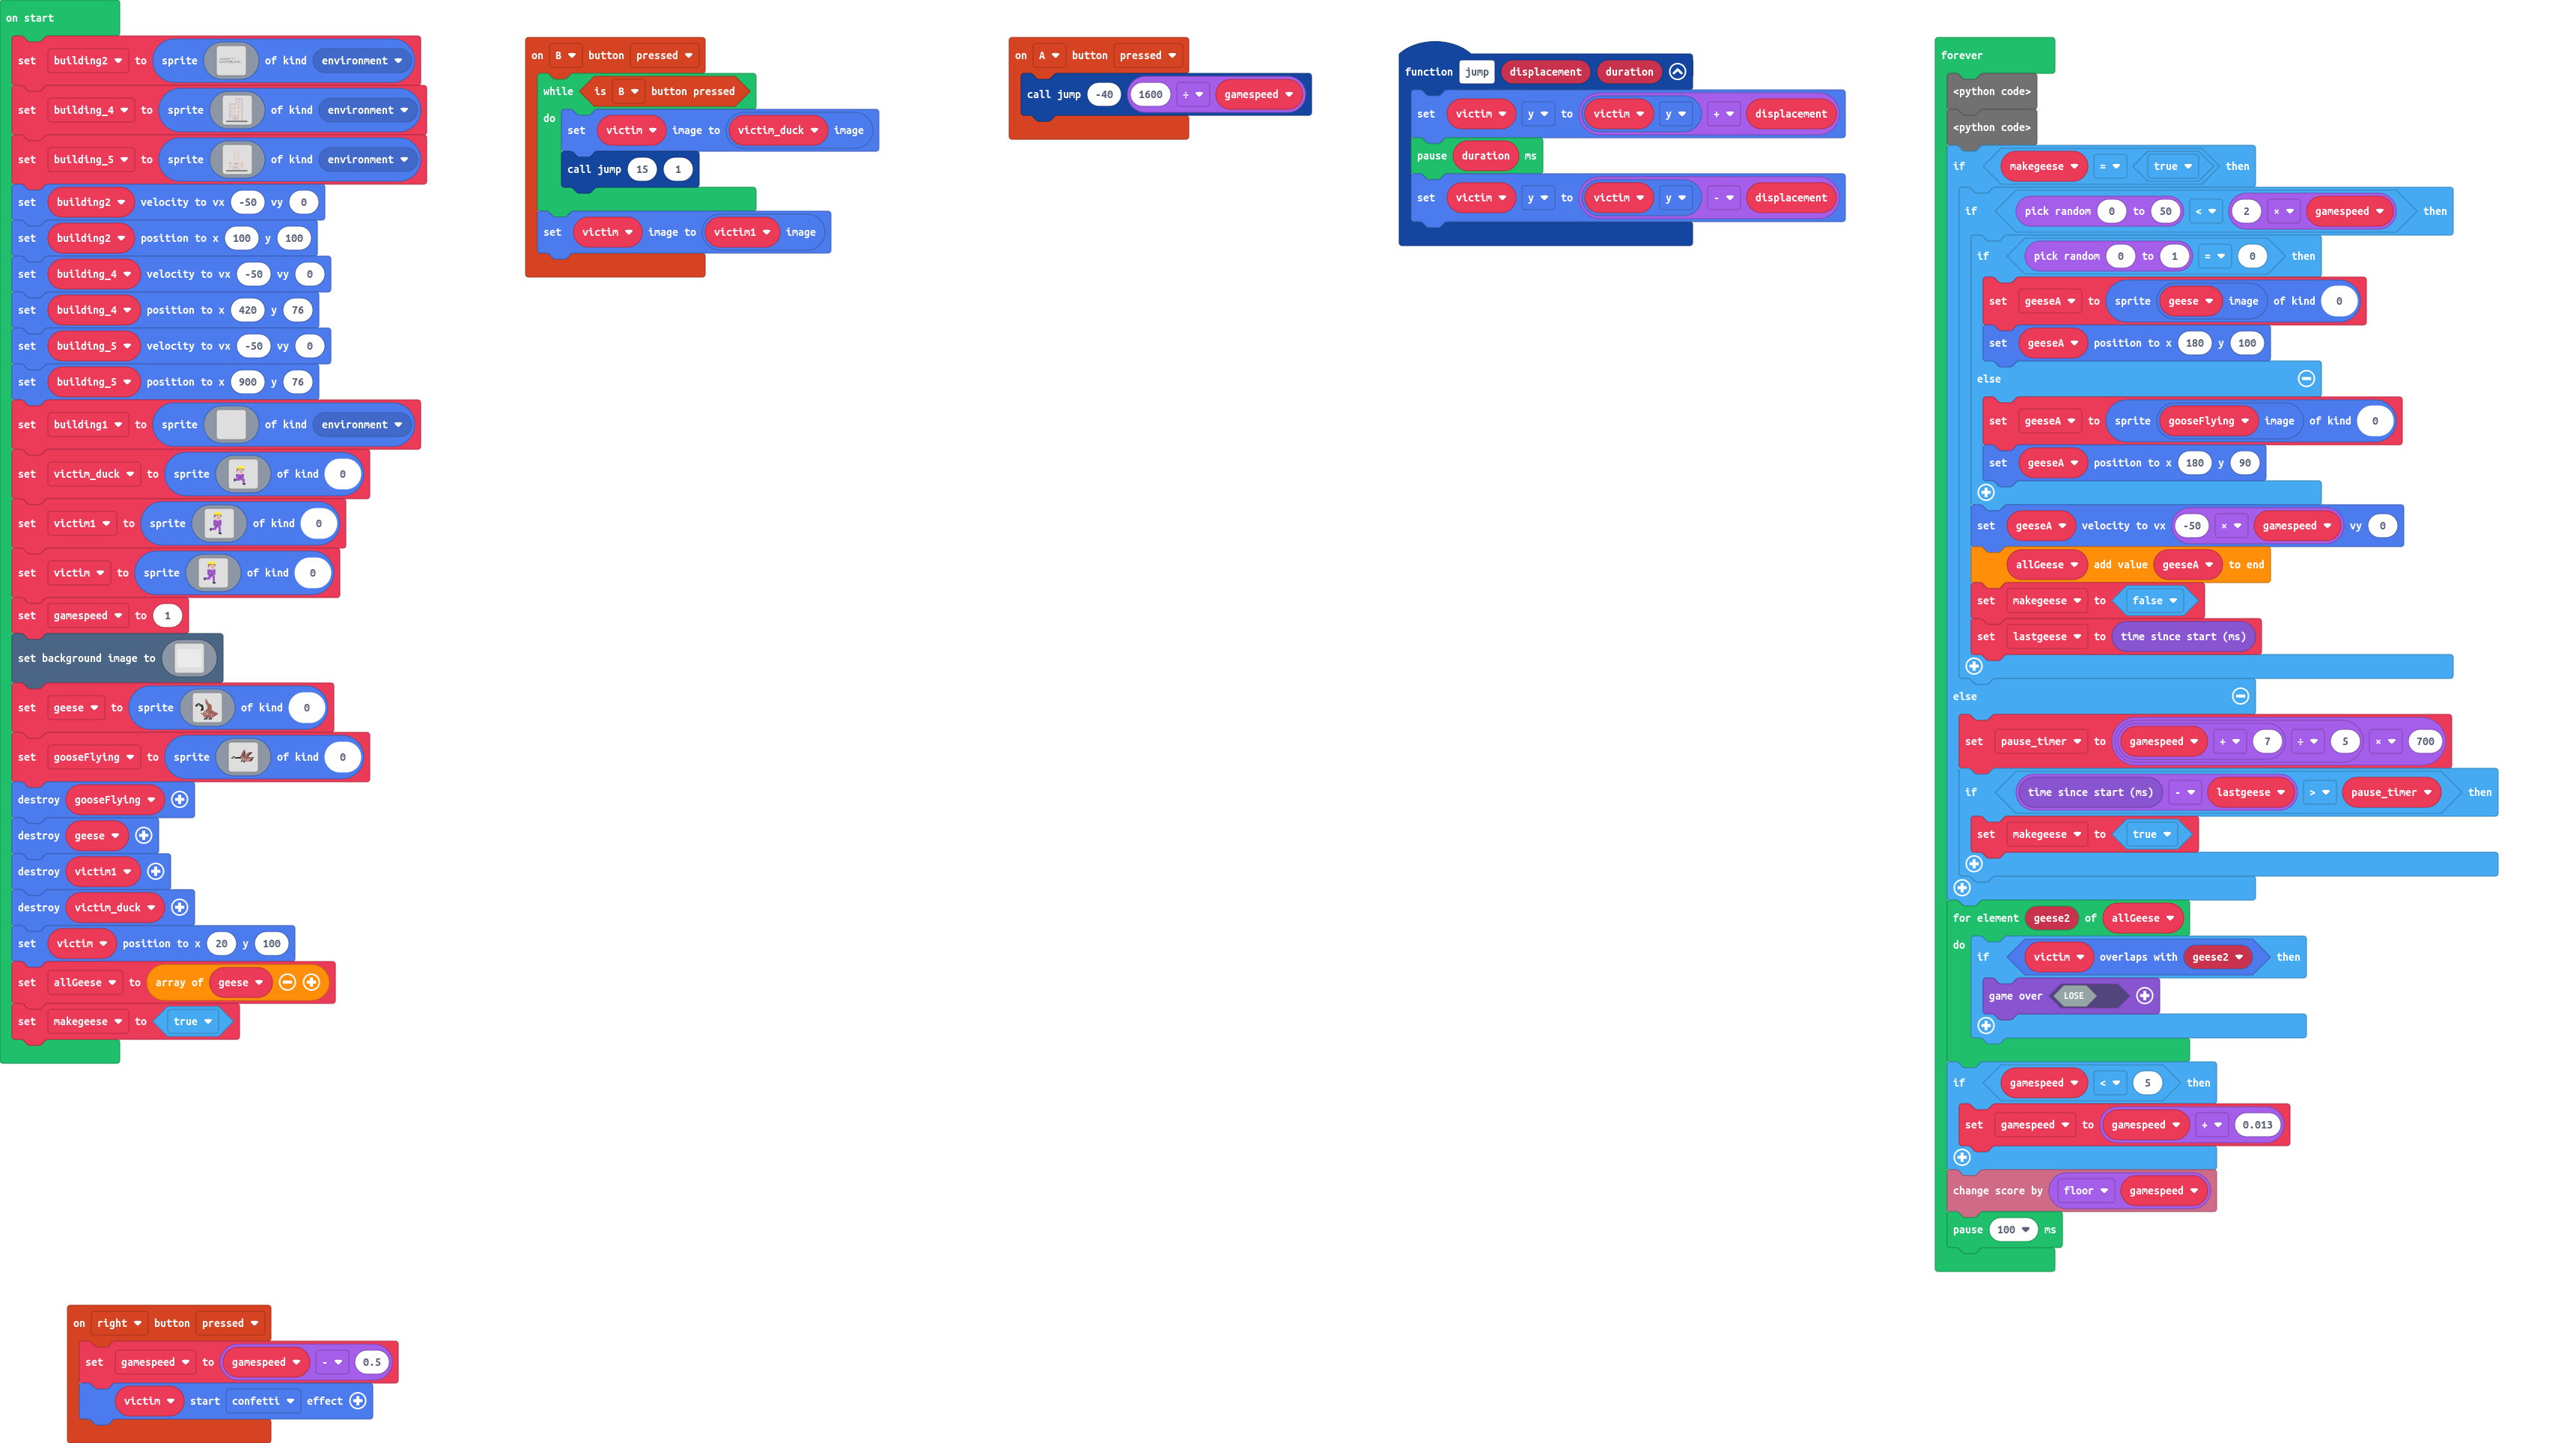 on start
set building2 to sprite of kind environment
set building_4 to sprite of kind environment
set building_5 to sprite of kind environment
set building2 velocity to vx -50 vy 0
set building2 position to x 100 y 100
set building_4 velocity to vx -50 vy 0
set building_4 position to x 420 y 76
set building_5 velocity to vx -50 vy 0
set building_5 position to x 900 y 76
set building1 to sprite of kind environment
set victim_duck to sprite of kind 0
set victim1 to sprite of kind 0
set victim to sprite of kind 0
set gamespeed to 1
set background image to
set geese to sprite of kind 0
set gooseFlying to sprite of kind 0
destroy gooseFlying
destroy geese
destroy victim1
destroy victim_duck
set victim position to x 20 y 100
set allGeese to array of geese
set makegeese to true
on B button pressed
while is B button pressed
do
set victim image to victim_duck image
call jump 15 1
set victim image to victim1 image
on A button pressed
call jump -40 1600 ÷ gamespeed
function jump displacement duration
set victim y to victim y + displacement
pause duration ms
set victim y to victim y - displacement
forever
<python code>
<python code>
if makegeese = true then
if pick random 0 to 50 < 2 × gamespeed then
if pick random 0 to 1 = 0 then
set geeseA to sprite geese image of kind 0
set geeseA position to x 180 y 100
else
set geeseA to sprite gooseFlying image of kind 0
set geeseA position to x 180 y 90
set geeseA velocity to vx -50 × gamespeed vy 0
allGeese add value geeseA to end
set makegeese to false
set lastgeese to time since start (ms)
else
set pause_timer to gamespeed + 7 ÷ 5 × 700
if time since start (ms) - lastgeese > pause_timer then
set makegeese to true
for element geese2 of allGeese
do
if victim overlaps with geese2 then
game over LOSE
if gamespeed < 5 then
set gamespeed to gamespeed + 0.013
change score by floor gamespeed
pause 100 ms
on right button pressed
set gamespeed to gamespeed - 0.5
victim start confetti effect